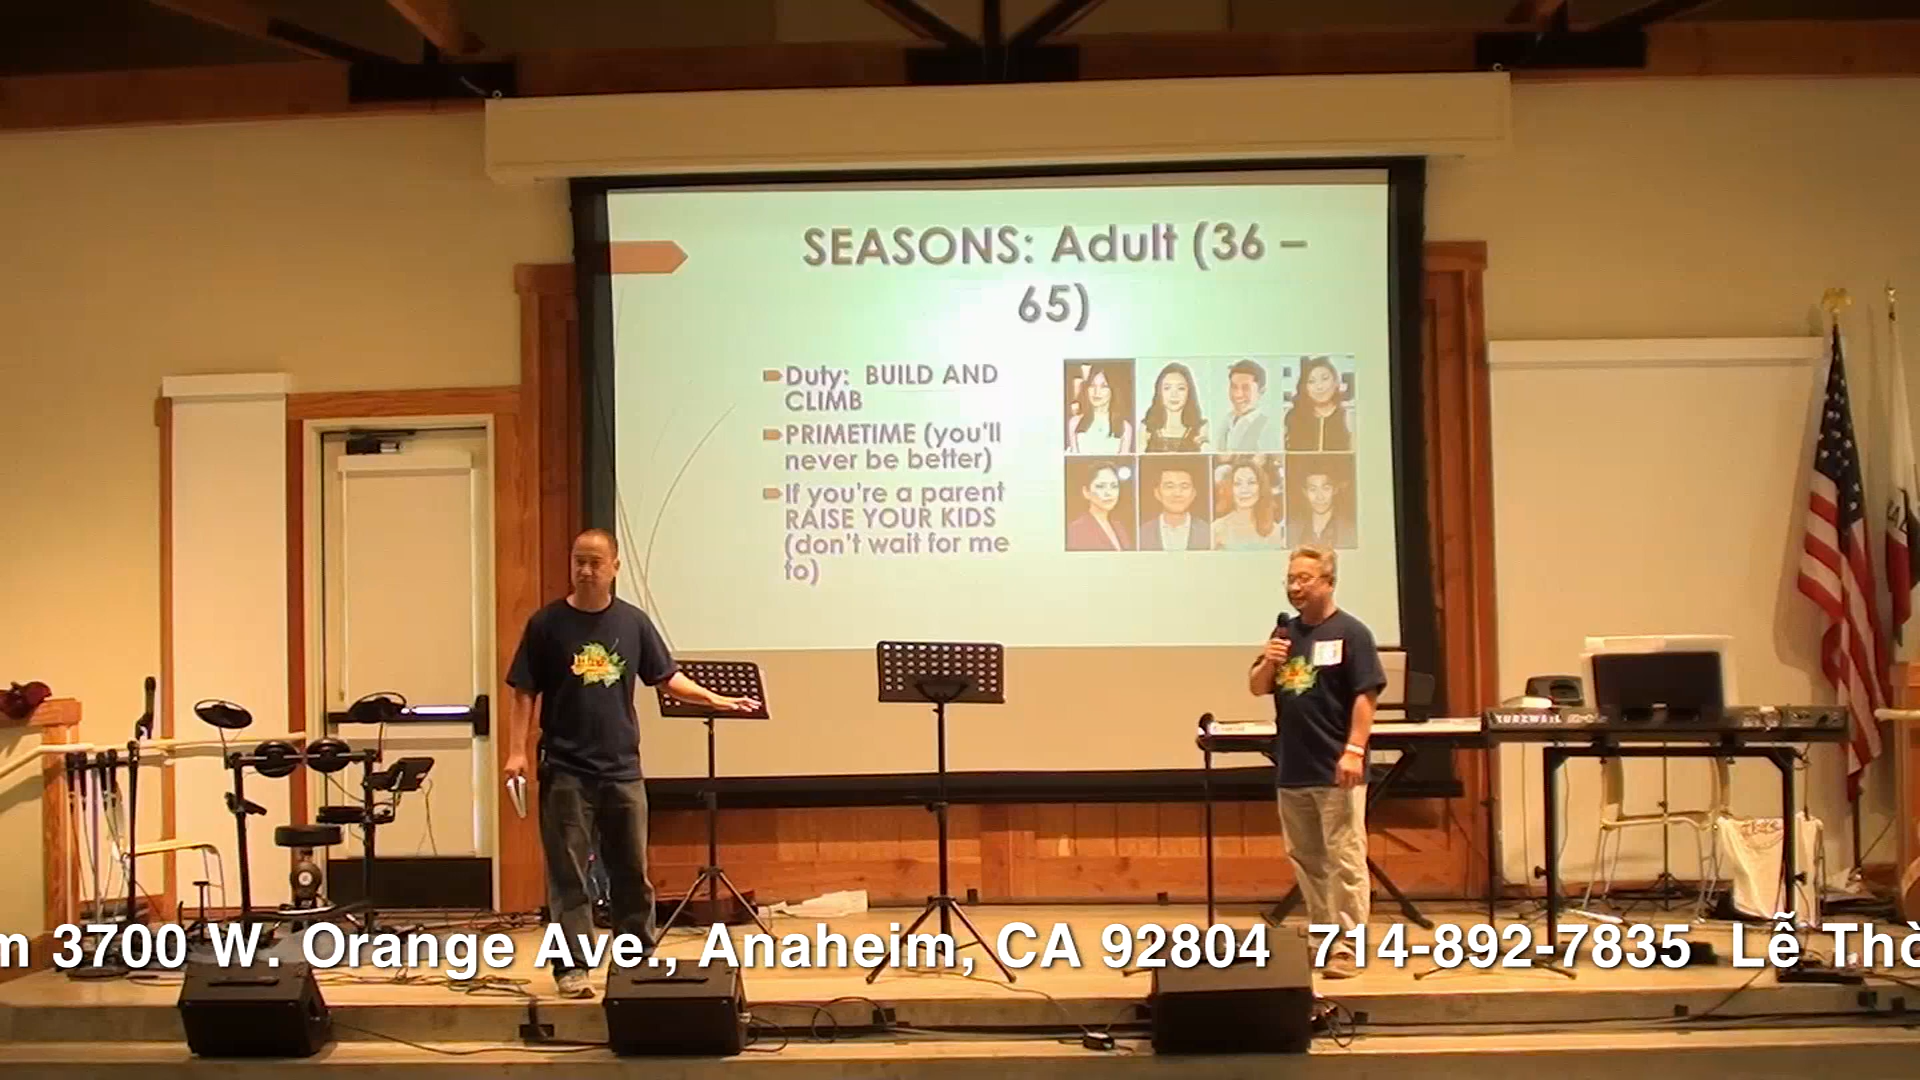 SEASONS: Adult (36 –
65)
Duty: BUILD AND
CLIMB
PRIMETIME (you'll
never be better)
If you're a parent
RAISE YOUR KIDS
(don't wait for me
to)
KURZWEIL
m 3700 W. Orange Ave., Anaheim, CA 92804 714-892-7835 Lễ Thờ